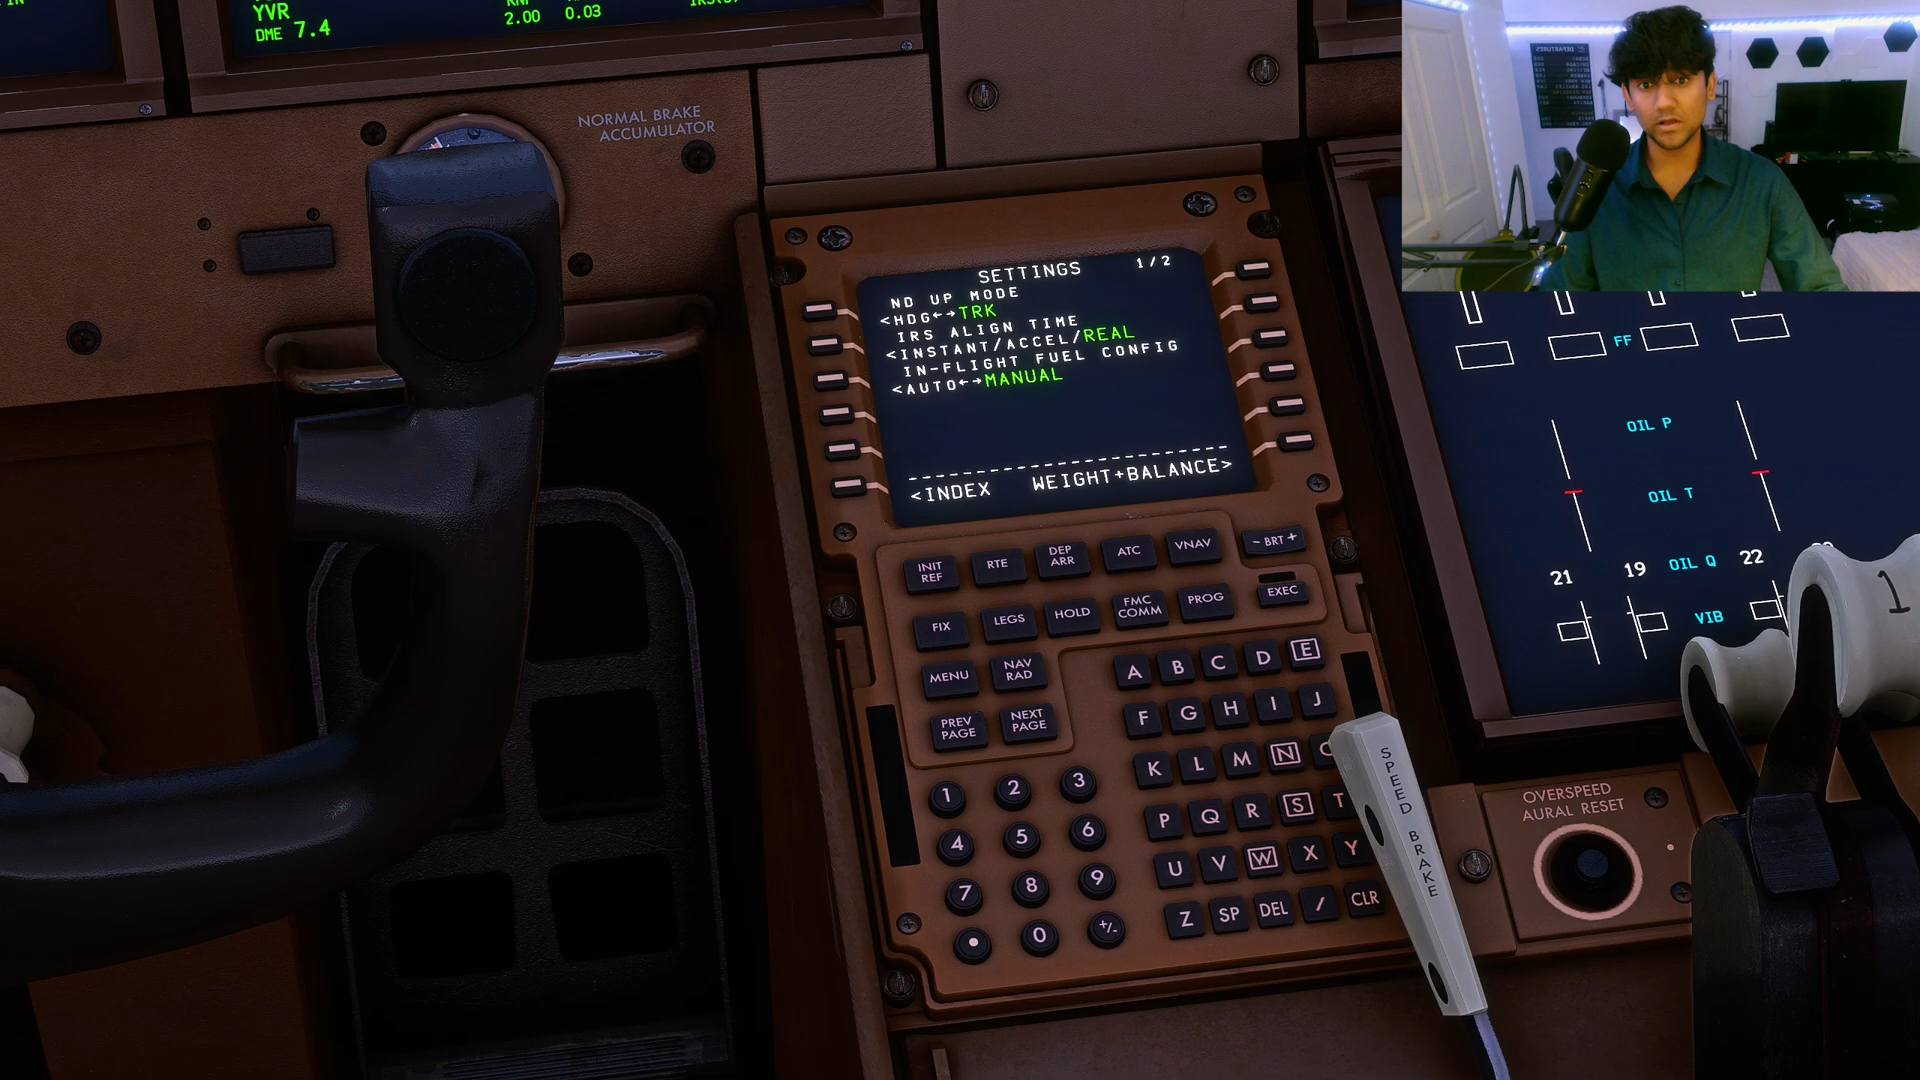 YVR
DME 7.4
2.00 0.03
NORMAL BRAKE
ACCUMULATOR
SETTINGS 1/2
ND UP MODE
<HDG←→TRK
IRS ALIGN TIME
<INSTANT/ACCEL/REAL
IN-FLIGHT FUEL CONFIG
<AUTO←→MANUAL
<INDEX WEIGHT+BALANCE>
INIT REF
RTE
DEP ARR
ATC
VNAV
- BRT +
FIX
LEGS
HOLD
FMC COMM
PROG
EXEC
MENU
NAV RAD
PREV PAGE
NEXT PAGE
A B C D E
F G H I J
K L M N
P Q R S T
U V W X Y
Z SP DEL / CLR
1 2 3
4 5 6
7 8 9
0 +/-
SPEED BRAKE
OVERSPEED
AURAL RESET
FF
OIL P
OIL T
21 19 OIL Q 22
VIB
1
DEPARTURES